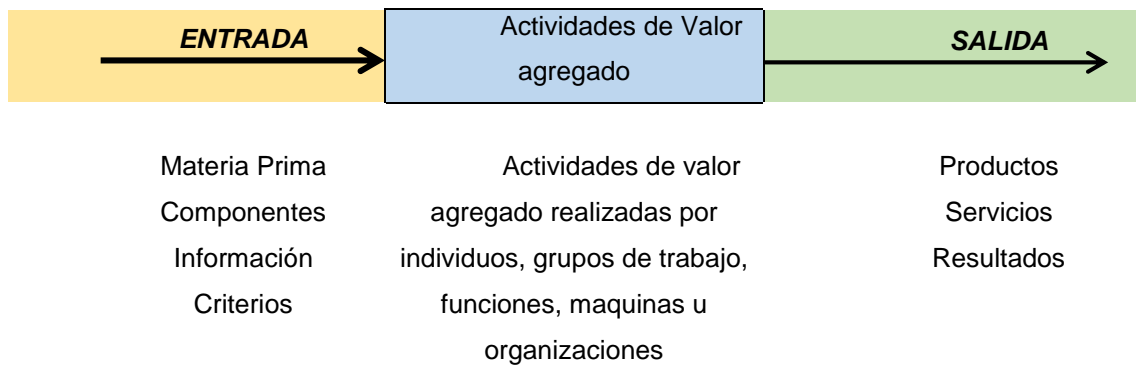 ENTRADA
Actividades de Valor
agregado
SALIDA
Materia Prima
Componentes
Información
Criterios
Actividades de valor
agregado realizadas por
individuos, grupos de trabajo,
funciones, maquinas u
organizaciones
Productos
Servicios
Resultados